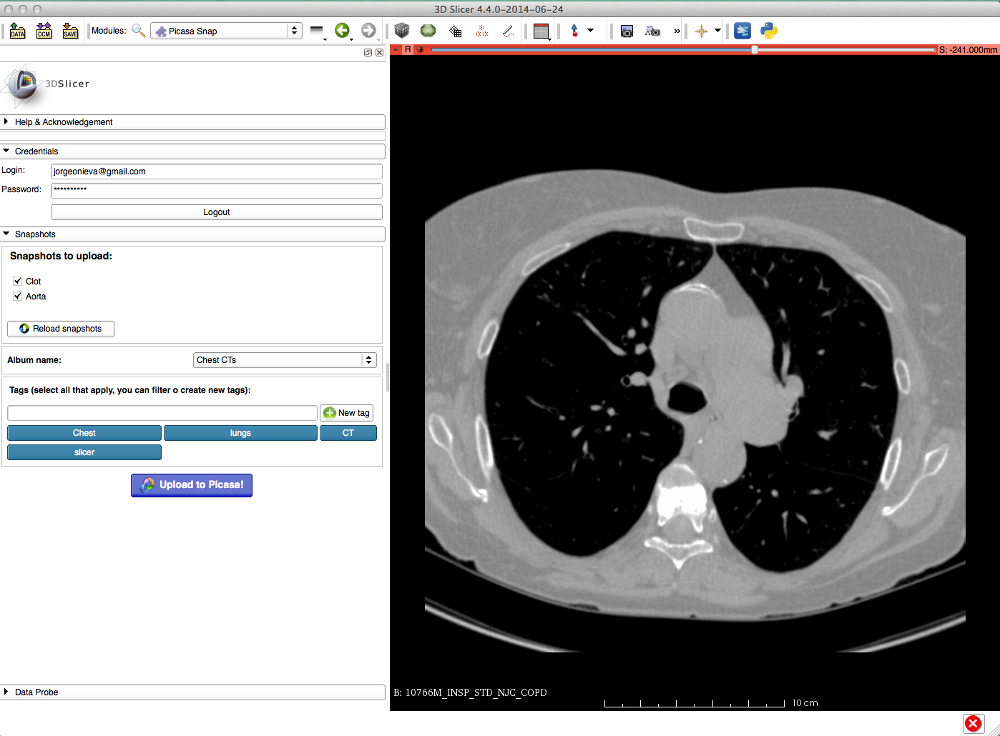 3D Slicer 4.4.0-2014-06-24
DATA
DCM
SAVE
Modules:
Picasa Snap
»
R
S: -241.000mm
3DSlicer
Help & Acknowledgement
Credentials
Login:
jorgeonieva@gmail.com
Password:
**********
Logout
Snapshots
Snapshots to upload:
Clot
Aorta
Reload snapshots
Album name:
Chest CTs
Tags (select all that apply, you can filter o create new tags):
New tag
Chest
lungs
CT
slicer
Upload to Picasa!
Data Probe
B: 10766M_INSP_STD_NJC_COPD
10 cm